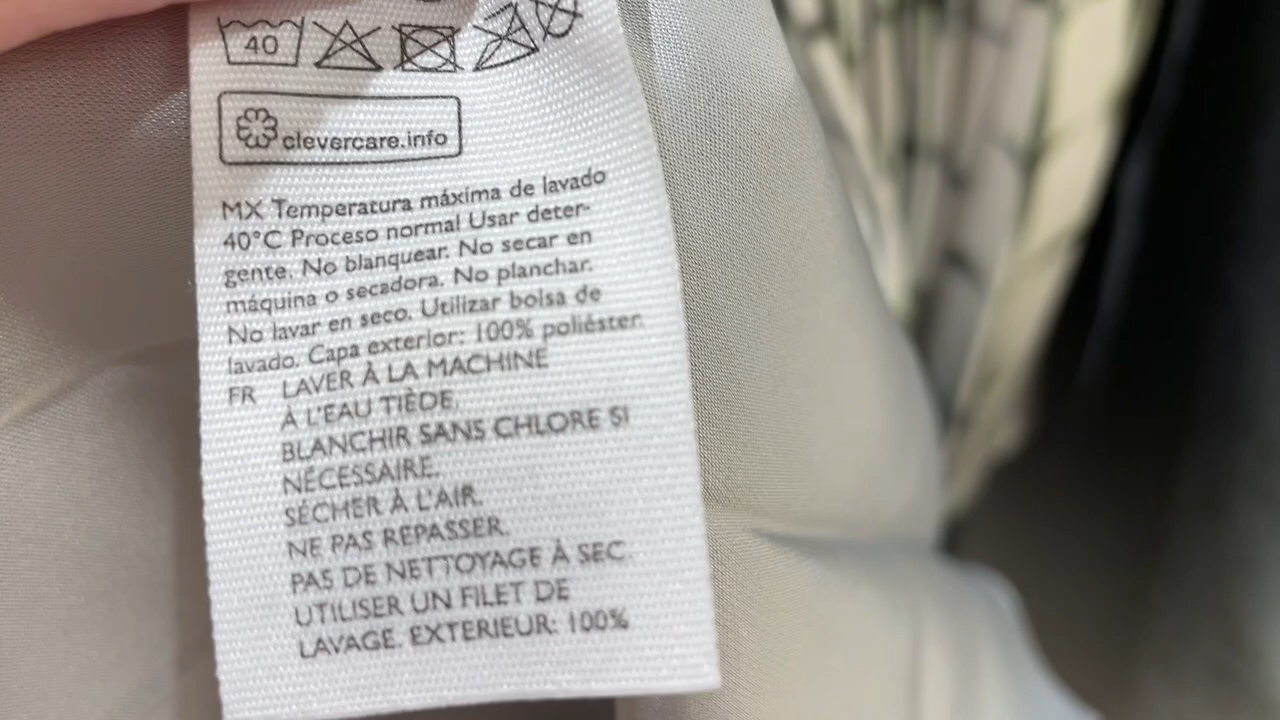 40
clevercare.info
MX Temperatura máxima de lavado
40°C Proceso normal Usar deter-
gente. No blanquear. No secar en
máquina o secadora. No planchar.
No lavar en seco. Utilizar bolsa de
lavado. Capa exterior: 100% poliéster.
FR LAVER À LA MACHINE
À L'EAU TIÈDE.
BLANCHIR SANS CHLORE SI
NÉCESSAIRE.
SÉCHER À L'AIR.
NE PAS REPASSER.
PAS DE NETTOYAGE À SEC.
UTILISER UN FILET DE
LAVAGE. EXTERIEUR: 100%